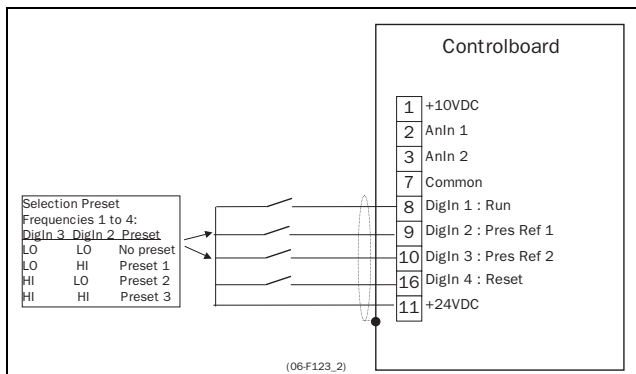 Controlboard
1 +10VDC
2 AnIn 1
3 AnIn 2
7 Common
8 DigIn 1 : Run
9 DigIn 2 : Pres Ref 1
10 DigIn 3 : Pres Ref 2
16 DigIn 4 : Reset
11 +24VDC
Selection Preset
Frequencies 1 to 4:
DigIn 3 DigIn 2 Preset
LO LO No preset
LO HI Preset 1
HI LO Preset 2
HI HI Preset 3
(06-F123_2)